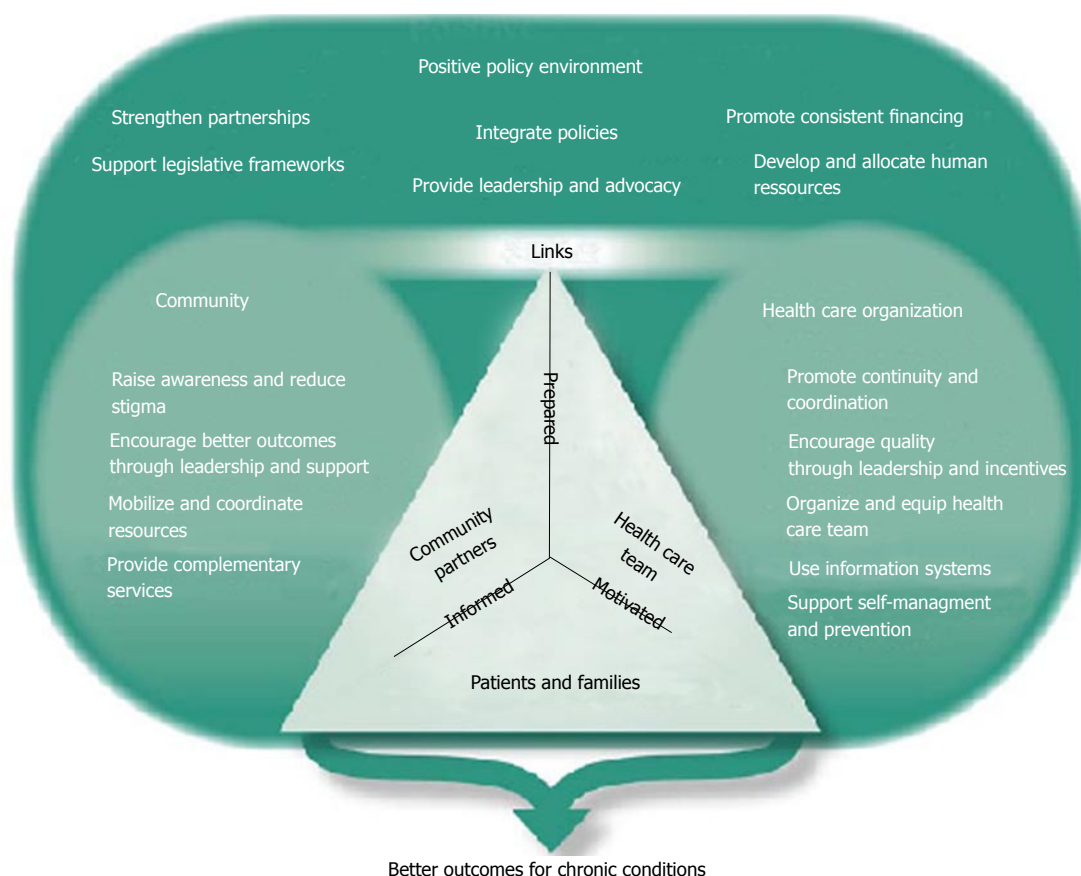 Positive policy environment
Strengthen partnerships
Integrate policies
Promote consistent financing
Support legislative frameworks
Provide leadership and advocacy
Develop and allocate human
ressources
Links
Community
Raise awareness and reduce
stigma
Encourage better outcomes
through leadership and support
Mobilize and coordinate
resources
Provide complementary
services
Prepared
Community
partners
Informed
Health care
team
Motivated
Patients and families
Health care organization
Promote continuity and
coordination
Encourage quality
through leadership and incentives
Organize and equip health
care team
Use information systems
Support self-managment
and prevention
Better outcomes for chronic conditions